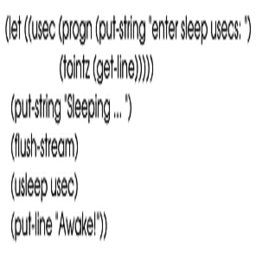 (let ((usec (progn (put-string "enter sleep usecs: ")
(tointz (get-line)))))
(put-string "Sleeping ... ")
(flush-stream)
(usleep usec)
(put-line "Awake!"))